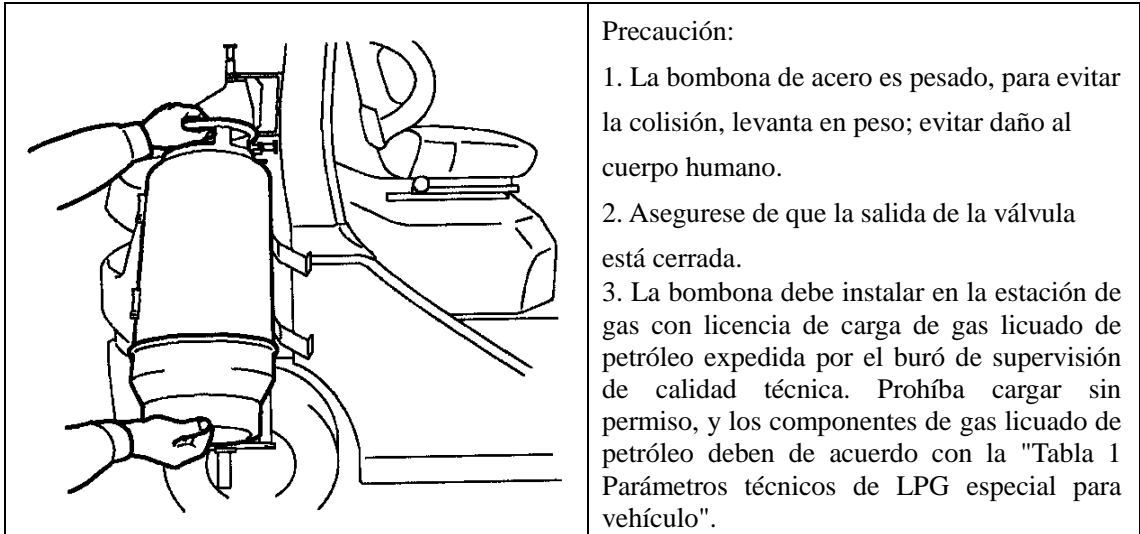 Precaución:
1. La bombona de acero es pesado, para evitar
la colisión, levanta en peso; evitar daño al
cuerpo humano.
2. Asegurese de que la salida de la válvula
está cerrada.
3. La bombona debe instalar en la estación de
gas con licencia de carga de gas licuado de
petróleo expedida por el buró de supervisión
de calidad técnica. Prohíba cargar sin
permiso, y los componentes de gas licuado de
petróleo deben de acuerdo con la "Tabla 1
Parámetros técnicos de LPG especial para
vehículo".